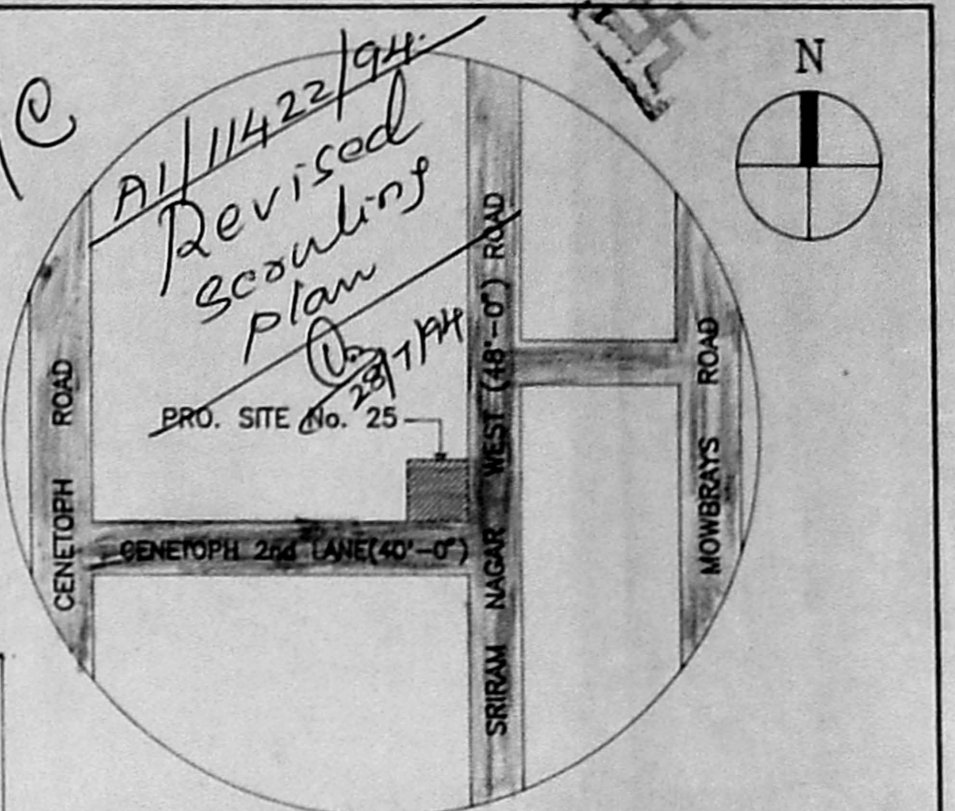 N
A1/11422/94.
Revised
scouling
plan
28/7/94
PRO. SITE No. 25
CENETOPH ROAD
CENETOPH 2nd LANE(40'-0")
SRIRAM NAGAR WEST (48'-0") ROAD
MOWBRAYS ROAD